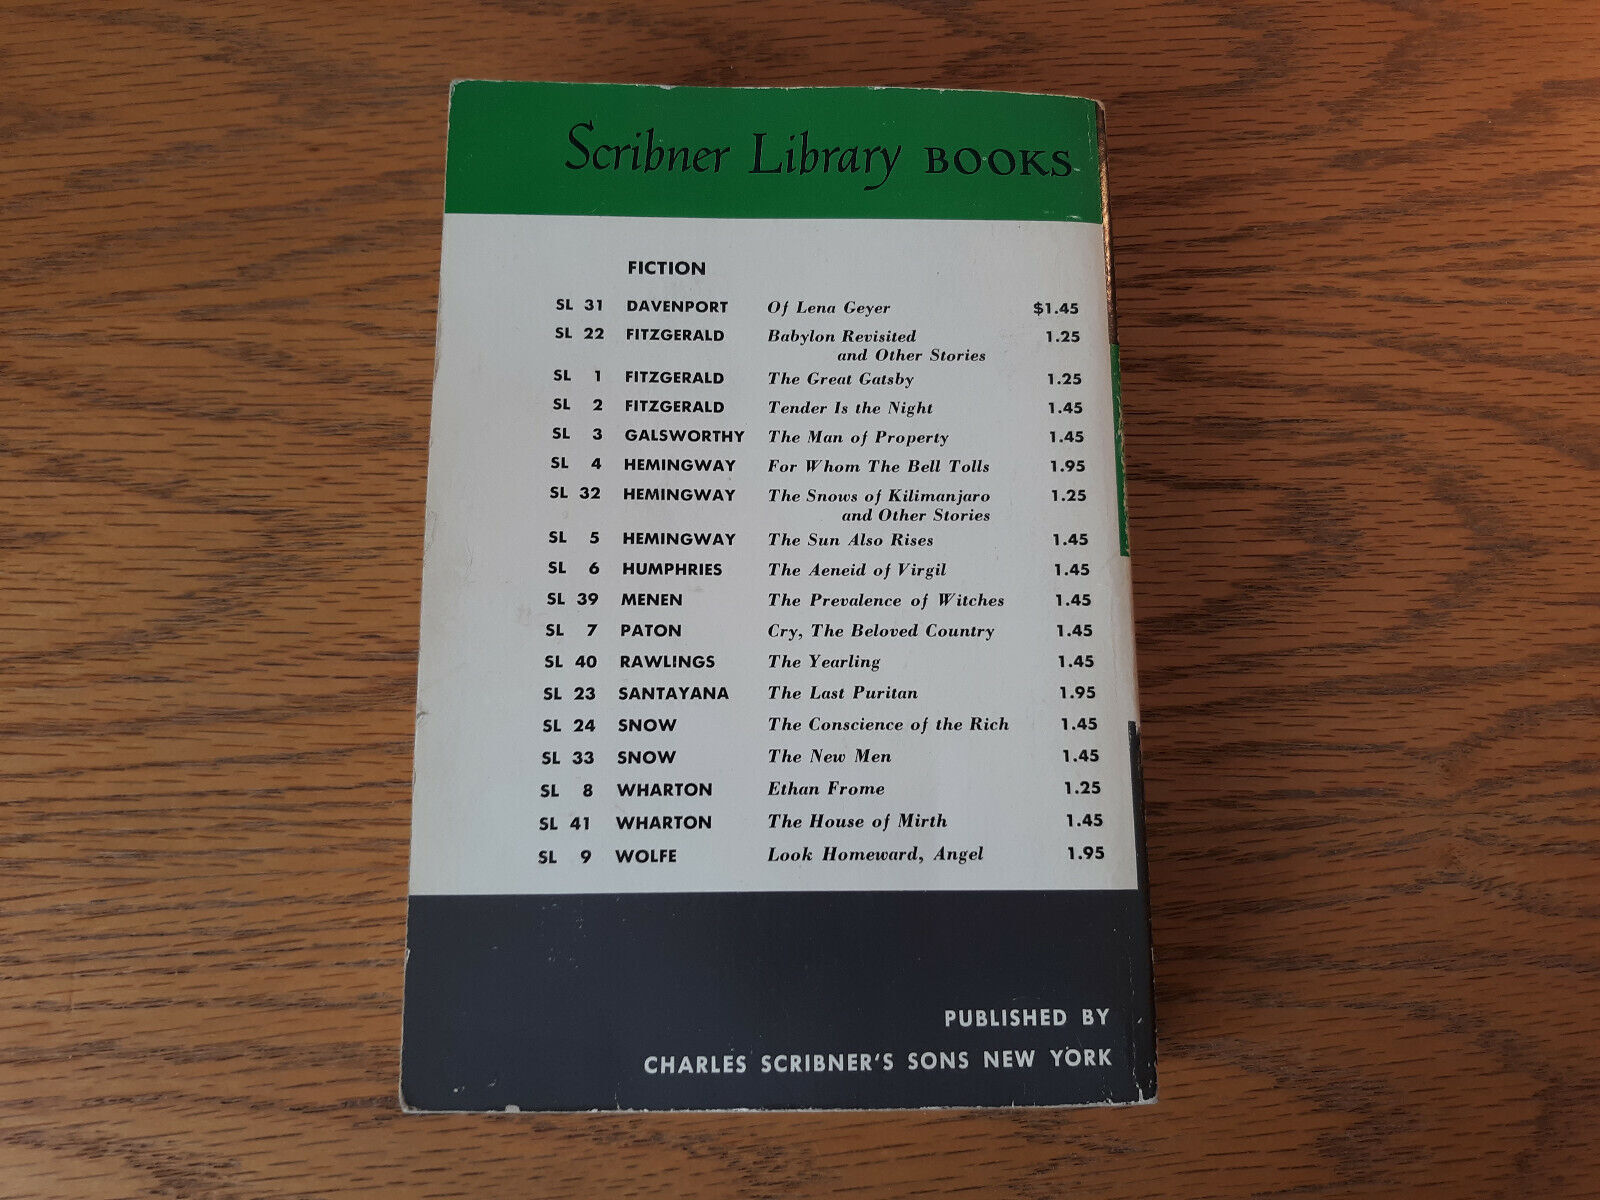 Scribner Library BOOKS
FICTION
SL 31 DAVENPORT Of Lena Geyer $1.45
SL 22 FITZGERALD Babylon Revisited 1.25
and Other Stories
SL 1 FITZGERALD The Great Gatsby 1.25
SL 2 FITZGERALD Tender Is the Night 1.45
SL 3 GALSWORTHY The Man of Property 1.45
SL 4 HEMINGWAY For Whom The Bell Tolls 1.95
SL 32 HEMINGWAY The Snows of Kilimanjaro 1.25
and Other Stories
SL 5 HEMINGWAY The Sun Also Rises 1.45
SL 6 HUMPHRIES The Aeneid of Virgil 1.45
SL 39 MENEN The Prevalence of Witches 1.45
SL 7 PATON Cry, The Beloved Country 1.45
SL 40 RAWLINGS The Yearling 1.45
SL 23 SANTAYANA The Last Puritan 1.95
SL 24 SNOW The Conscience of the Rich 1.45
SL 33 SNOW The New Men 1.45
SL 8 WHARTON Ethan Frome 1.25
SL 41 WHARTON The House of Mirth 1.45
SL 9 WOLFE Look Homeward, Angel 1.95
PUBLISHED BY
CHARLES SCRIBNER'S SONS NEW YORK